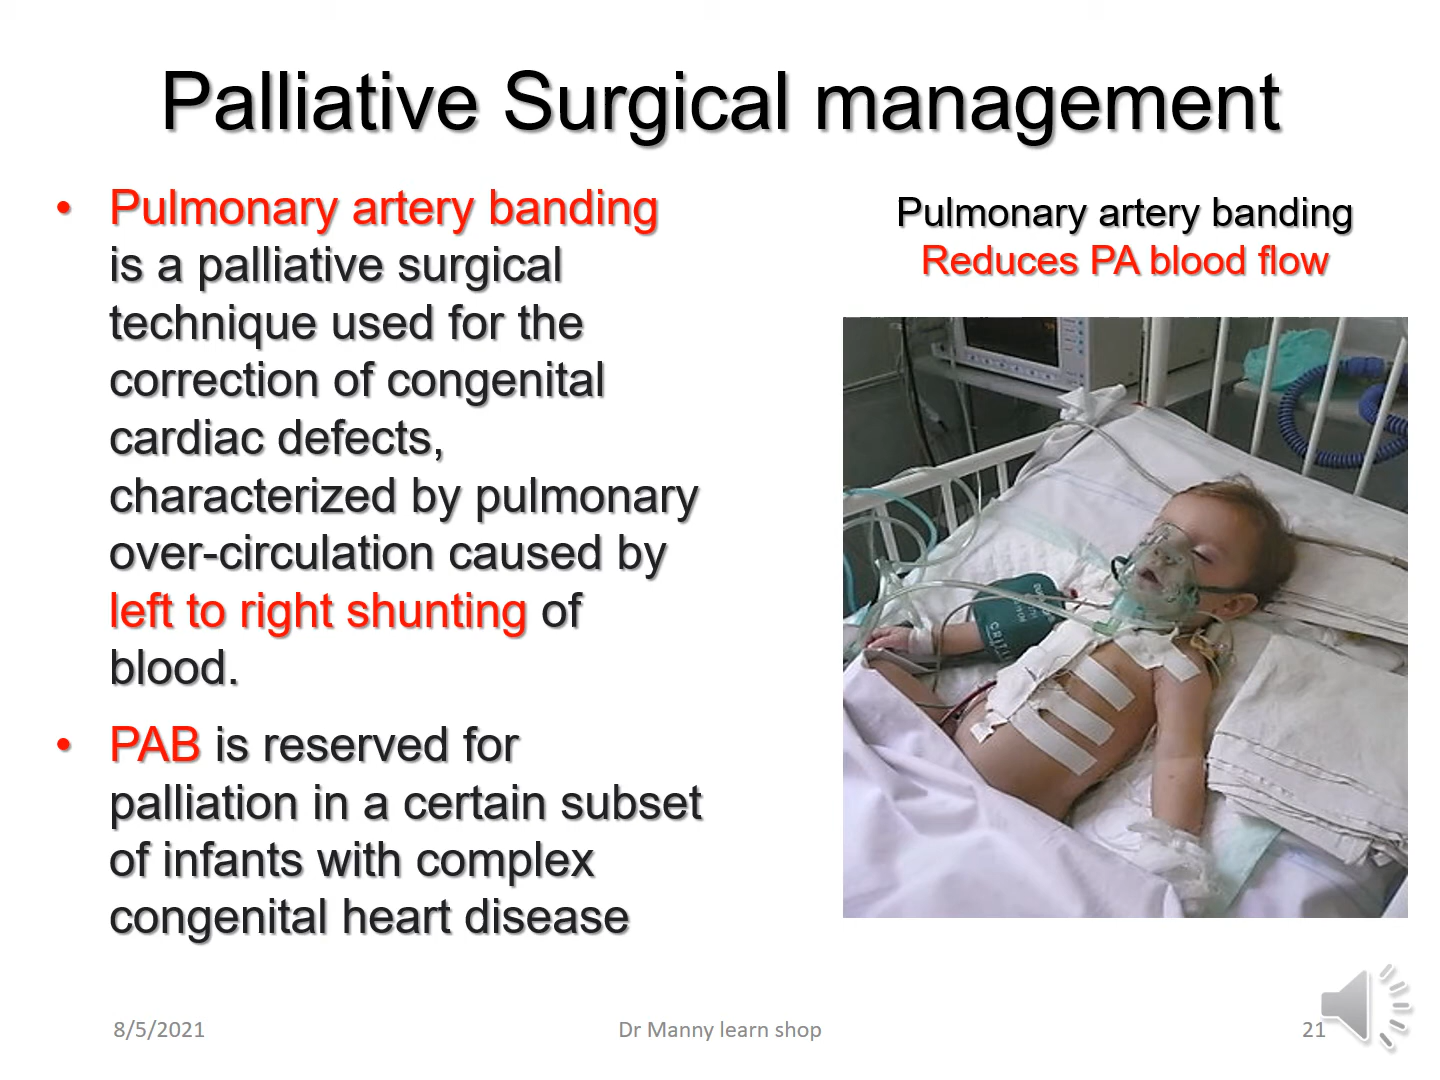 Palliative Surgical management
• Pulmonary artery banding
is a palliative surgical
technique used for the
correction of congenital
cardiac defects,
characterized by pulmonary
over-circulation caused by
left to right shunting of
blood.
• PAB is reserved for
palliation in a certain subset
of infants with complex
congenital heart disease
Pulmonary artery banding
Reduces PA blood flow
8/5/2021
Dr Manny learn shop
21